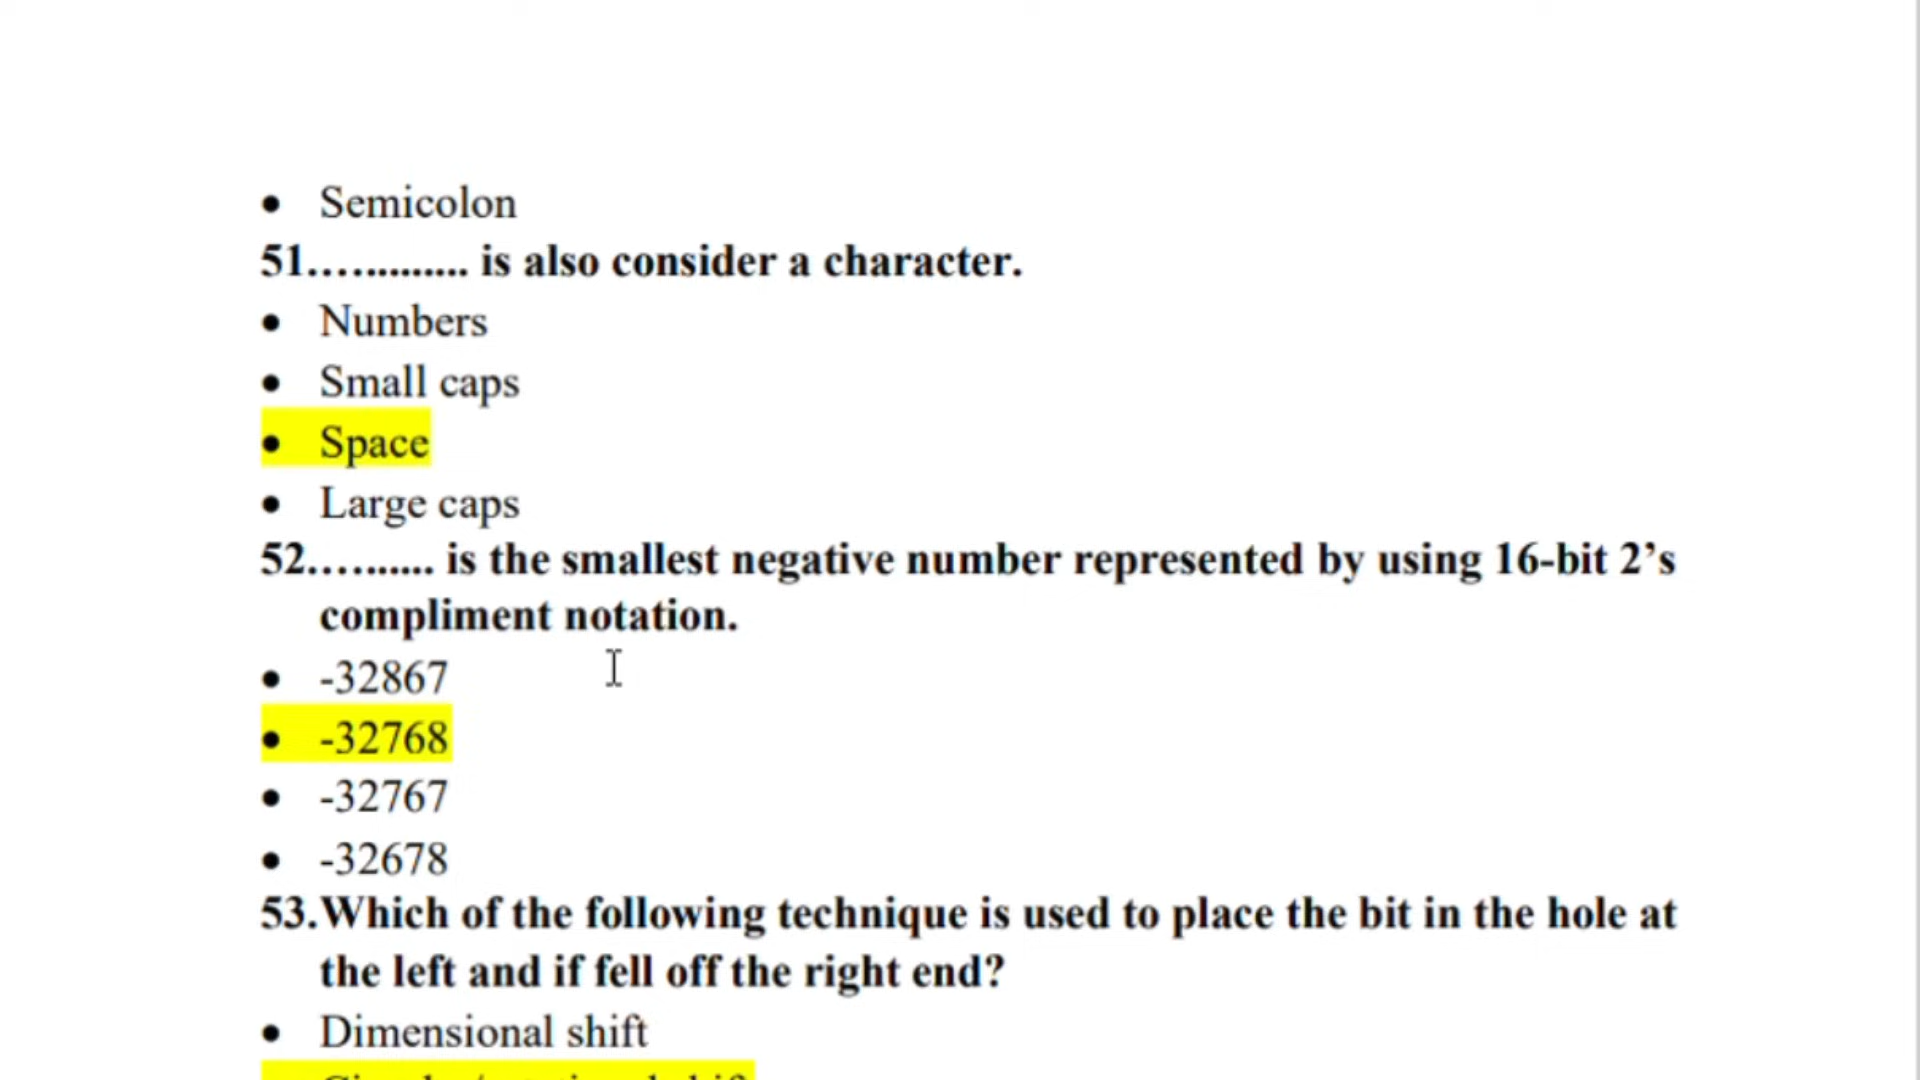 • Semicolon
51............. is also consider a character.
• Numbers
• Small caps
• Space
• Large caps
52.......... is the smallest negative number represented by using 16-bit 2’s
compliment notation.
• -32867
• -32768
• -32767
• -32678
53.Which of the following technique is used to place the bit in the hole at
the left and if fell off the right end?
• Dimensional shift